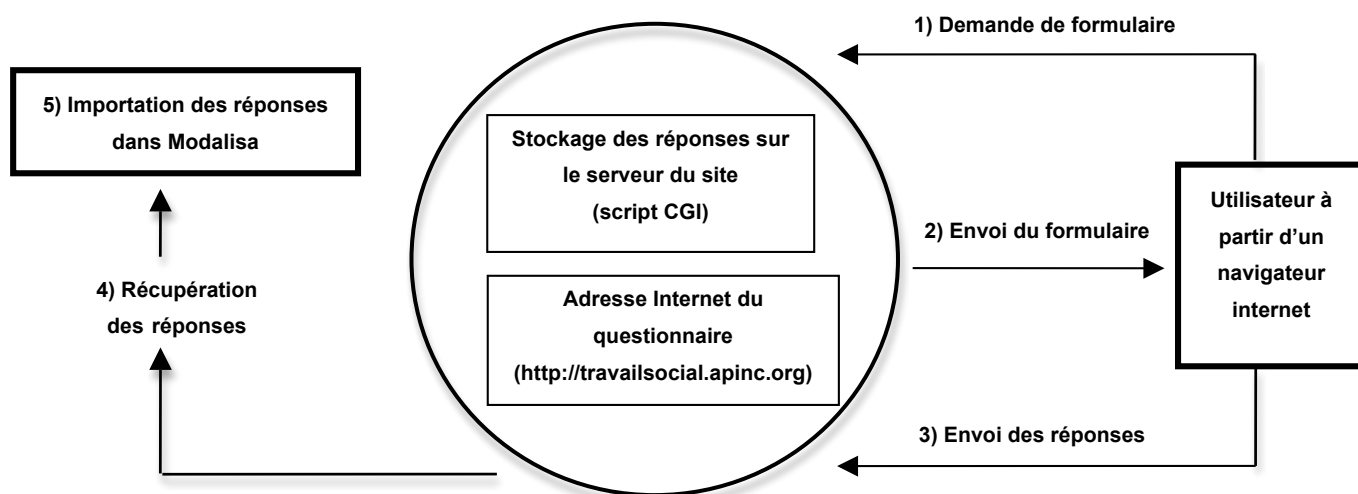 1) Demande de formulaire
5) Importation des réponses
dans Modalisa
Stockage des réponses sur
le serveur du site
(script CGI)
Utilisateur à
partir d’un
navigateur
internet
2) Envoi du formulaire
4) Récupération
des réponses
Adresse Internet du
questionnaire
(http://travailsocial.apinc.org)
3) Envoi des réponses